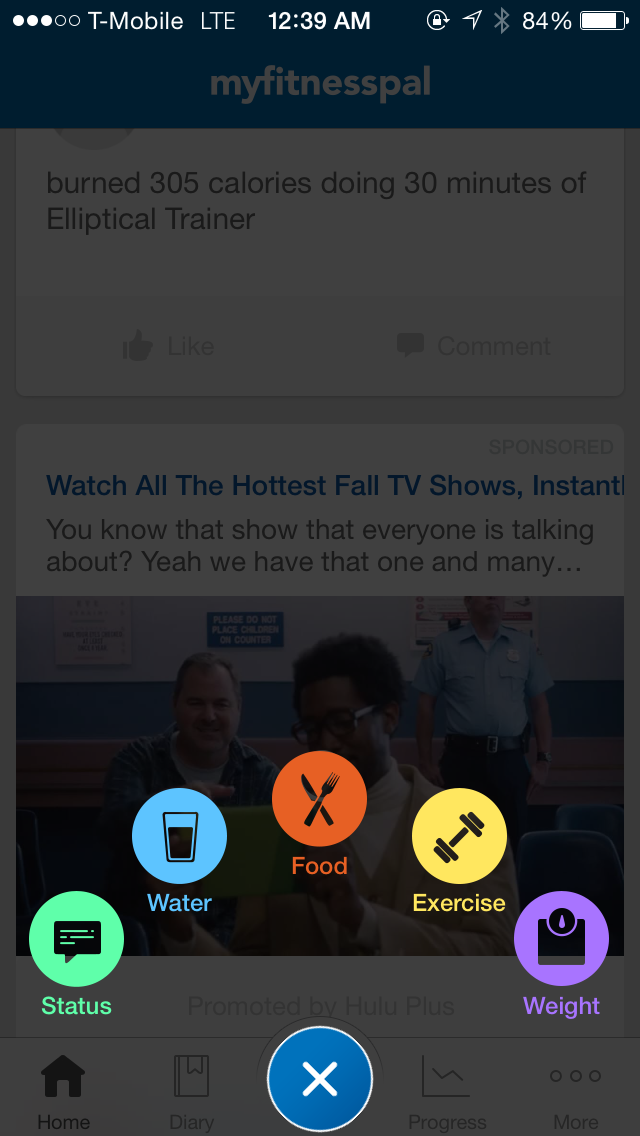 T-Mobile LTE 12:39 AM 84%
myfitnesspal
burned 305 calories doing 30 minutes of
Elliptical Trainer
Like Comment
SPONSORED
Watch All The Hottest Fall TV Shows, Instantl
You know that show that everyone is talking
about? Yeah we have that one and many…
PLEASE DO NOT
PLACE CHILDREN
ON COUNTER
Food
Water Exercise
Status Weight
Promoted by Hulu Plus
Home Diary Progress More